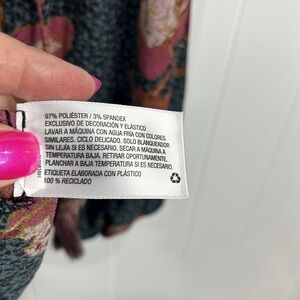 97% POLIÉSTER / 3% SPANDEX
EXCLUSIVO DE DECORACIÓN Y ELÁSTICO
LAVAR A MÁQUINA CON AGUA FRÍA CON COLORES
SIMILARES. CICLO DELICADO. SOLO BLANQUEADOR
SIN LEJÍA SI ES NECESARIO. SECAR A MÁQUINA A
TEMPERATURA BAJA. RETIRAR OPORTUNAMENTE.
PLANCHAR A BAJA TEMPERATURA SI ES NECESARIO.
ETIQUETA ELABORADA CON PLÁSTICO
100 % RECICLADO